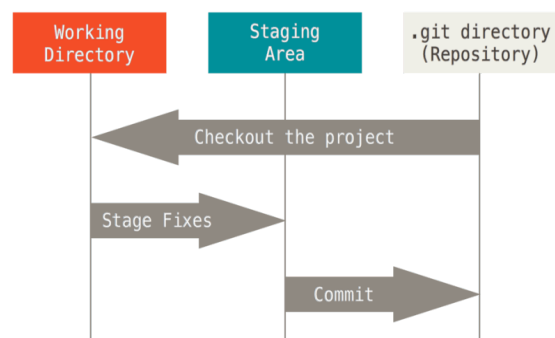 Working
Directory
Staging
Area
.git directory
(Repository)
Checkout the project
Stage Fixes
Commit